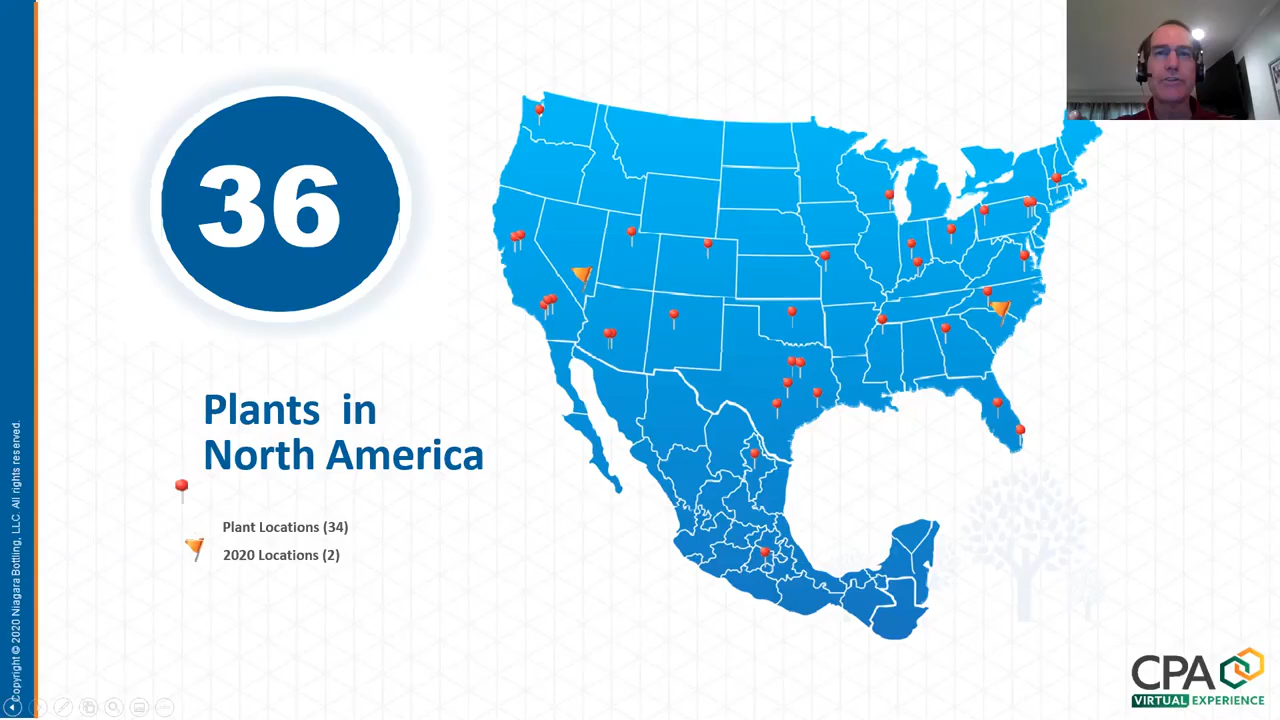 36
Plants in
North America
Plant Locations (34)
2020 Locations (2)
Copyright © 2020 Niagara Bottling, LLC. All rights reserved.
CPA
VIRTUAL EXPERIENCE